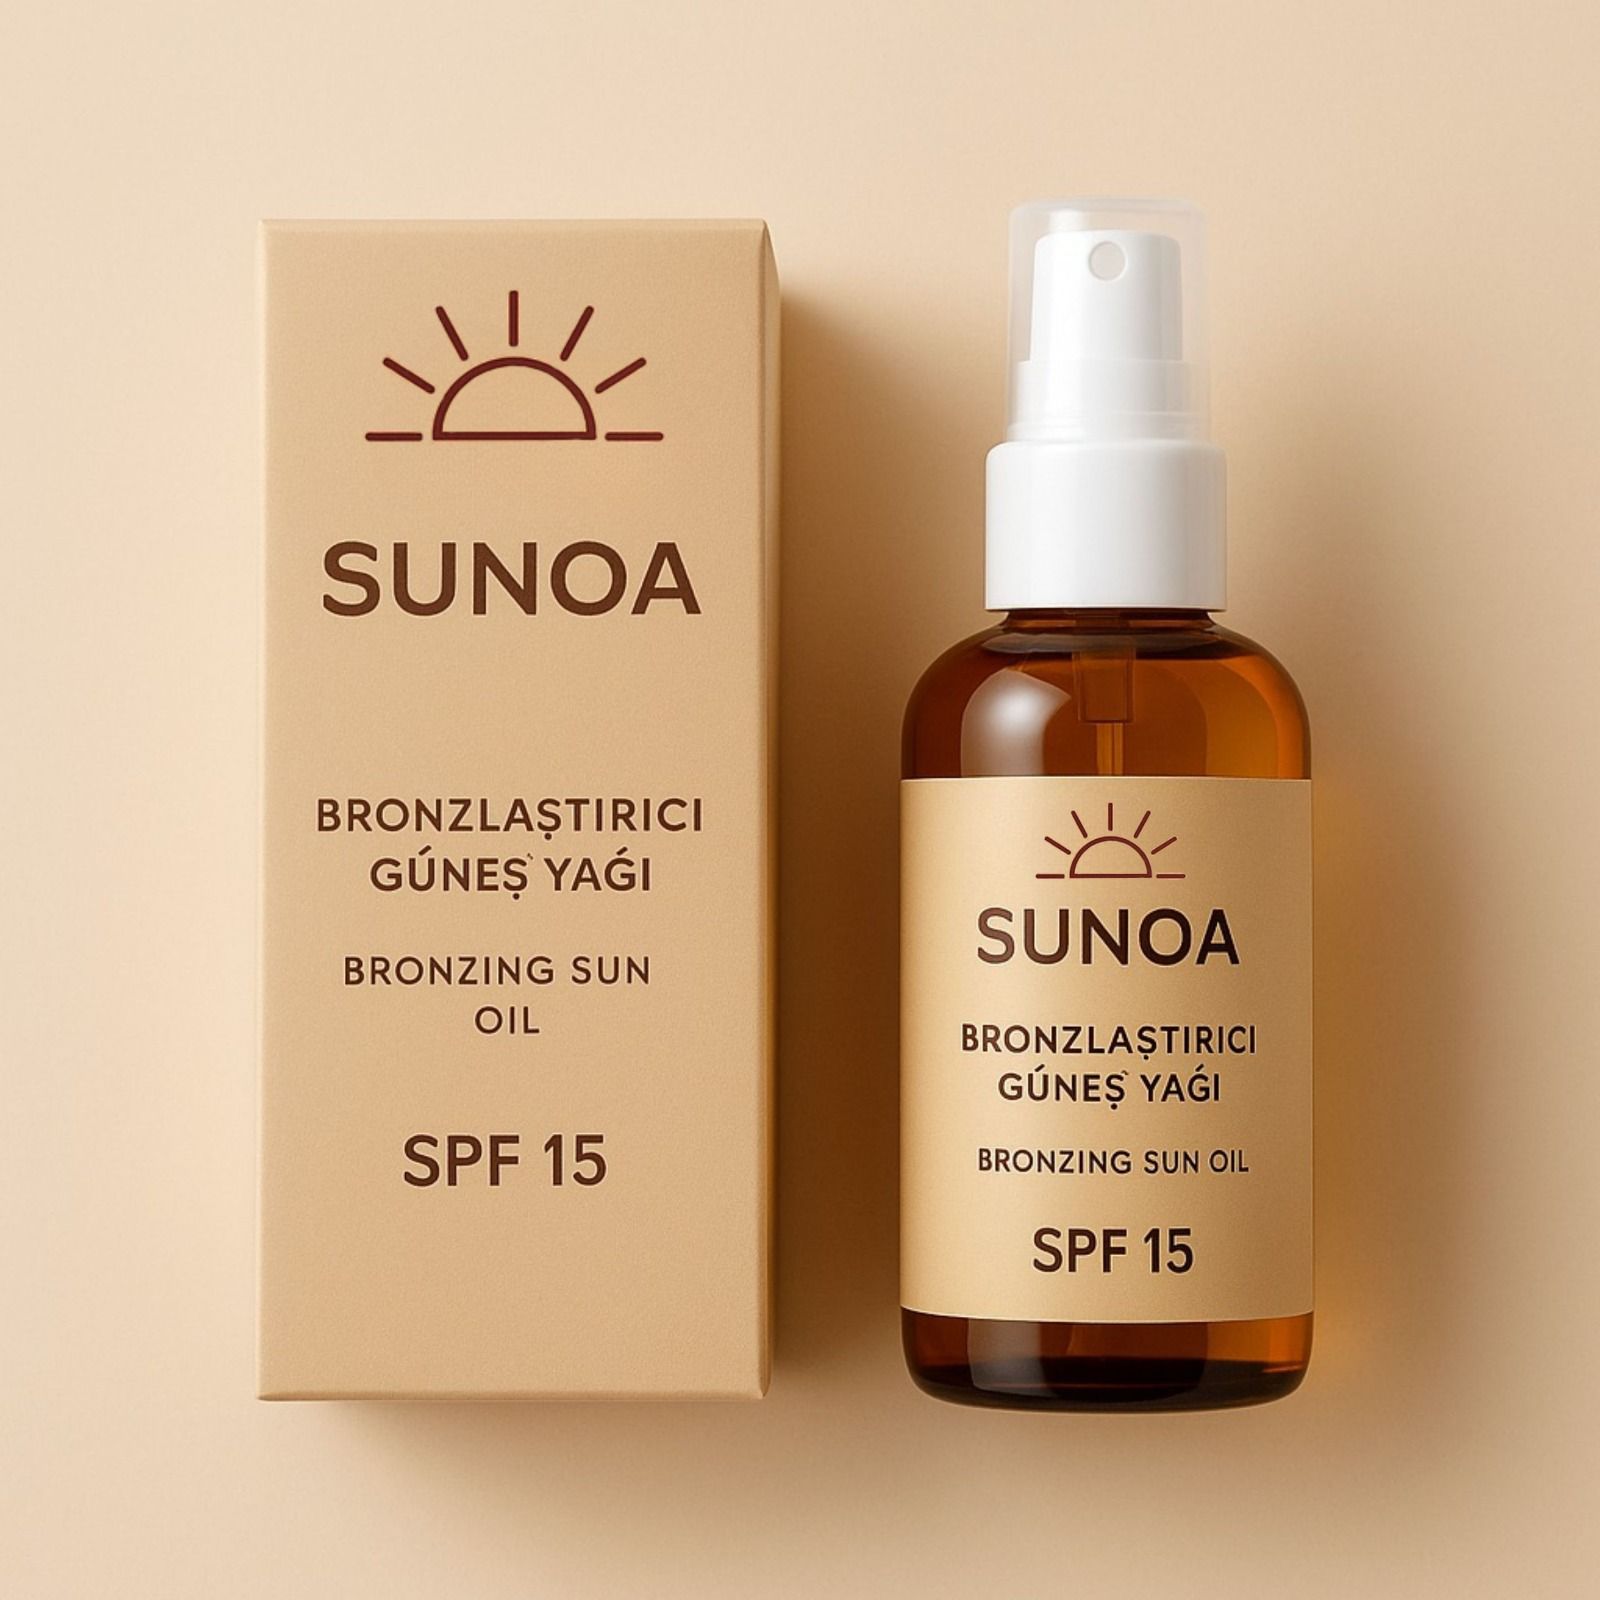 SUNOA
BRONZLAŞTIRICI
GÚNEŞ YAǴI
BRONZING SUN
OIL
SPF 15
SUNOA
BRONZLAŞTIRICI
GÚNEŞ YAǴI
BRONZING SUN OIL
SPF 15